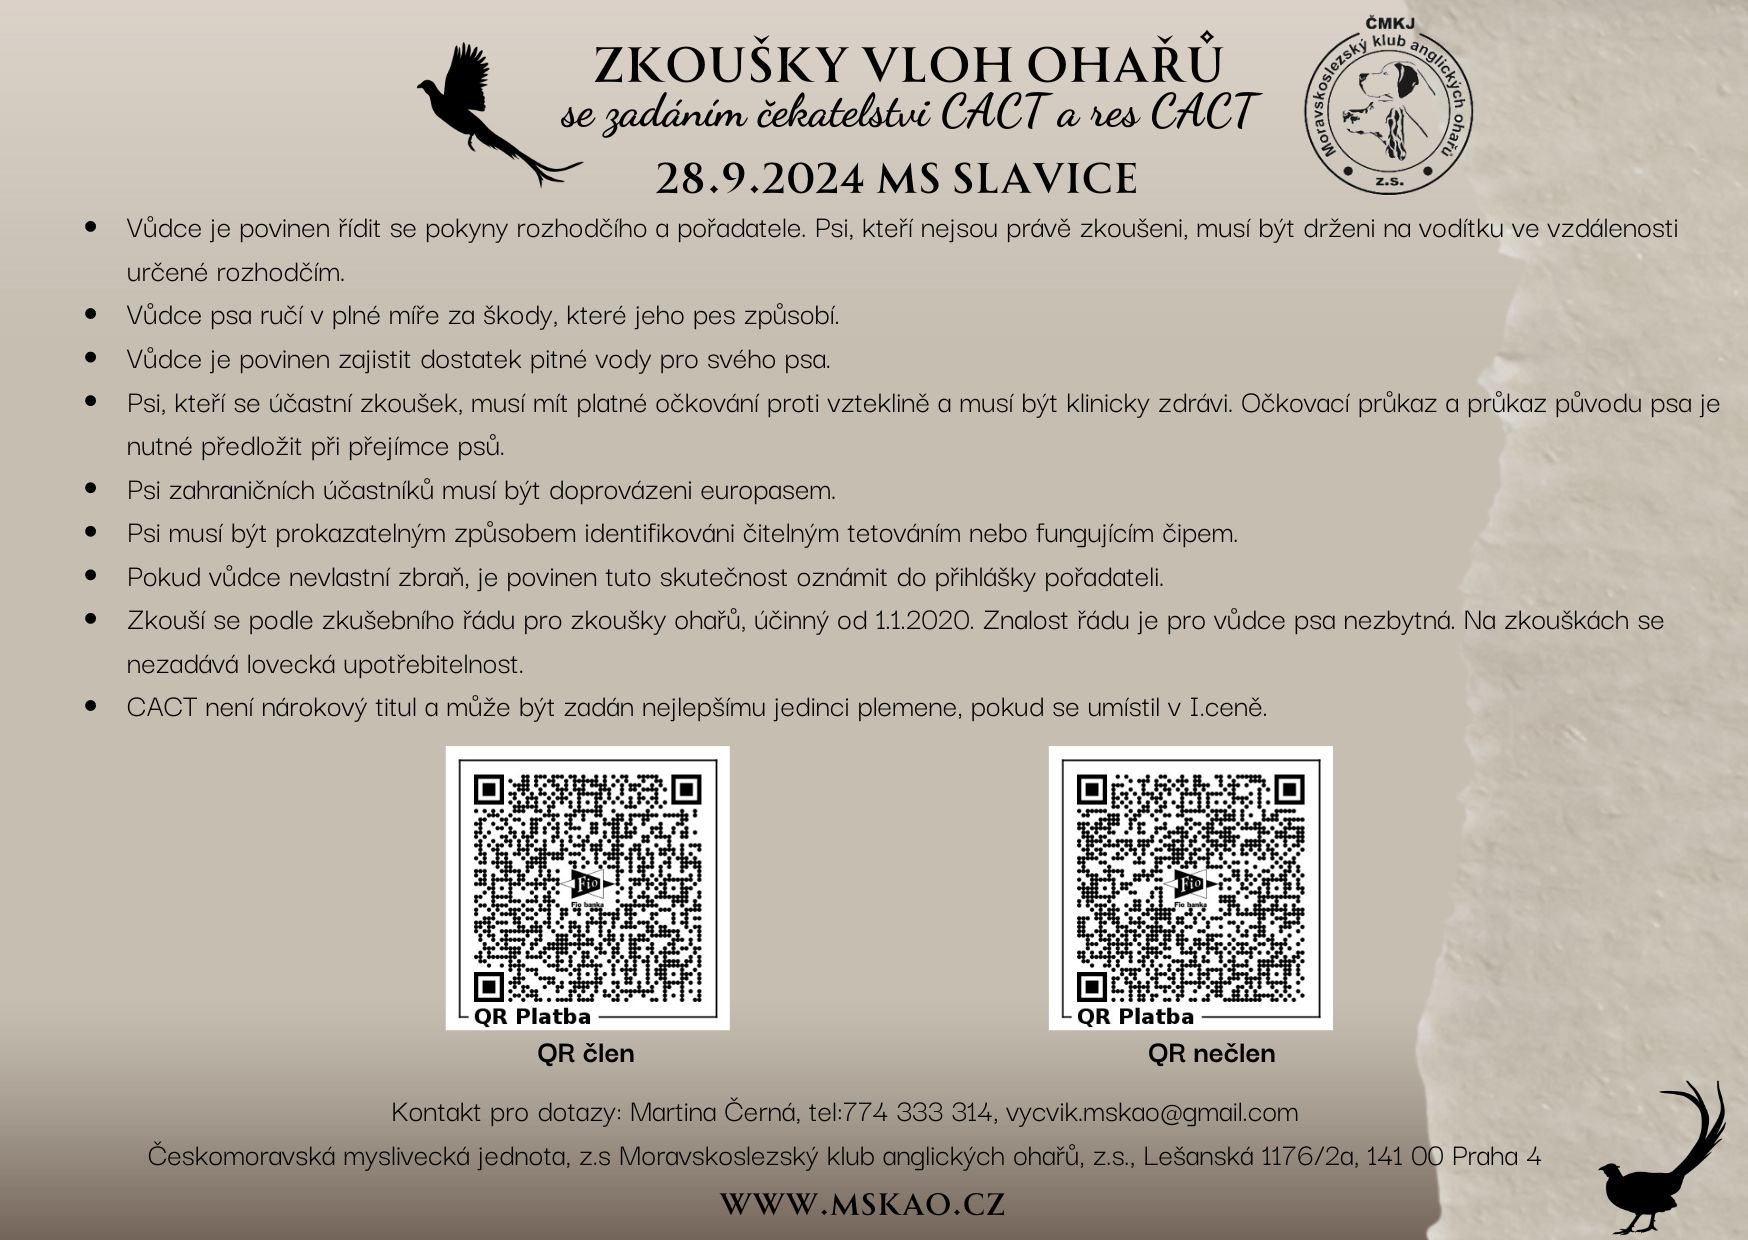 ZKOUŠKY VLOH OHAŘŮ
se zadáním čekatelství CACT a res CACT
28.9.2024 MS SLAVICE
ČMKJ
Moravskoslezský klub anglických ohařů
z.s.
• Vůdce je povinen řídit se pokyny rozhodčího a pořadatele. Psi, kteří nejsou právě zkoušeni, musí být drženi na vodítku ve vzdálenosti
určené rozhodčím.
• Vůdce psa ručí v plné míře za škody, které jeho pes způsobí.
• Vůdce je povinen zajistit dostatek pitné vody pro svého psa.
• Psi, kteří se účastní zkoušek, musí mít platné očkování proti vzteklině a musí být klinicky zdrávi. Očkovací průkaz a průkaz původu psa je
nutné předložit při přejímce psů.
• Psi zahraničních účastníků musí být doprovázeni europasem.
• Psi musí být prokazatelným způsobem identifikováni čitelným tetováním nebo fungujícím čipem.
• Pokud vůdce nevlastní zbraň, je povinen tuto skutečnost oznámit do přihlášky pořadateli.
• Zkouší se podle zkušebního řádu pro zkoušky ohařů, účinný od 1.1.2020. Znalost řádu je pro vůdce psa nezbytná. Na zkouškách se
nezadává lovecká upotřebitelnost.
• CACT není nárokový titul a může být zadán nejlepšímu jedinci plemene, pokud se umístil v I.ceně.
Fio
Fio banka
QR Platba
QR člen
Fio
Fio banka
QR Platba
QR nečlen
Kontakt pro dotazy: Martina Černá, tel:774 333 314, vycvik.mskao@gmail.com
Českomoravská myslivecká jednota, z.s Moravskoslezský klub anglických ohařů, z.s., Lešanská 1176/2a, 141 00 Praha 4
WWW.MSKAO.CZ